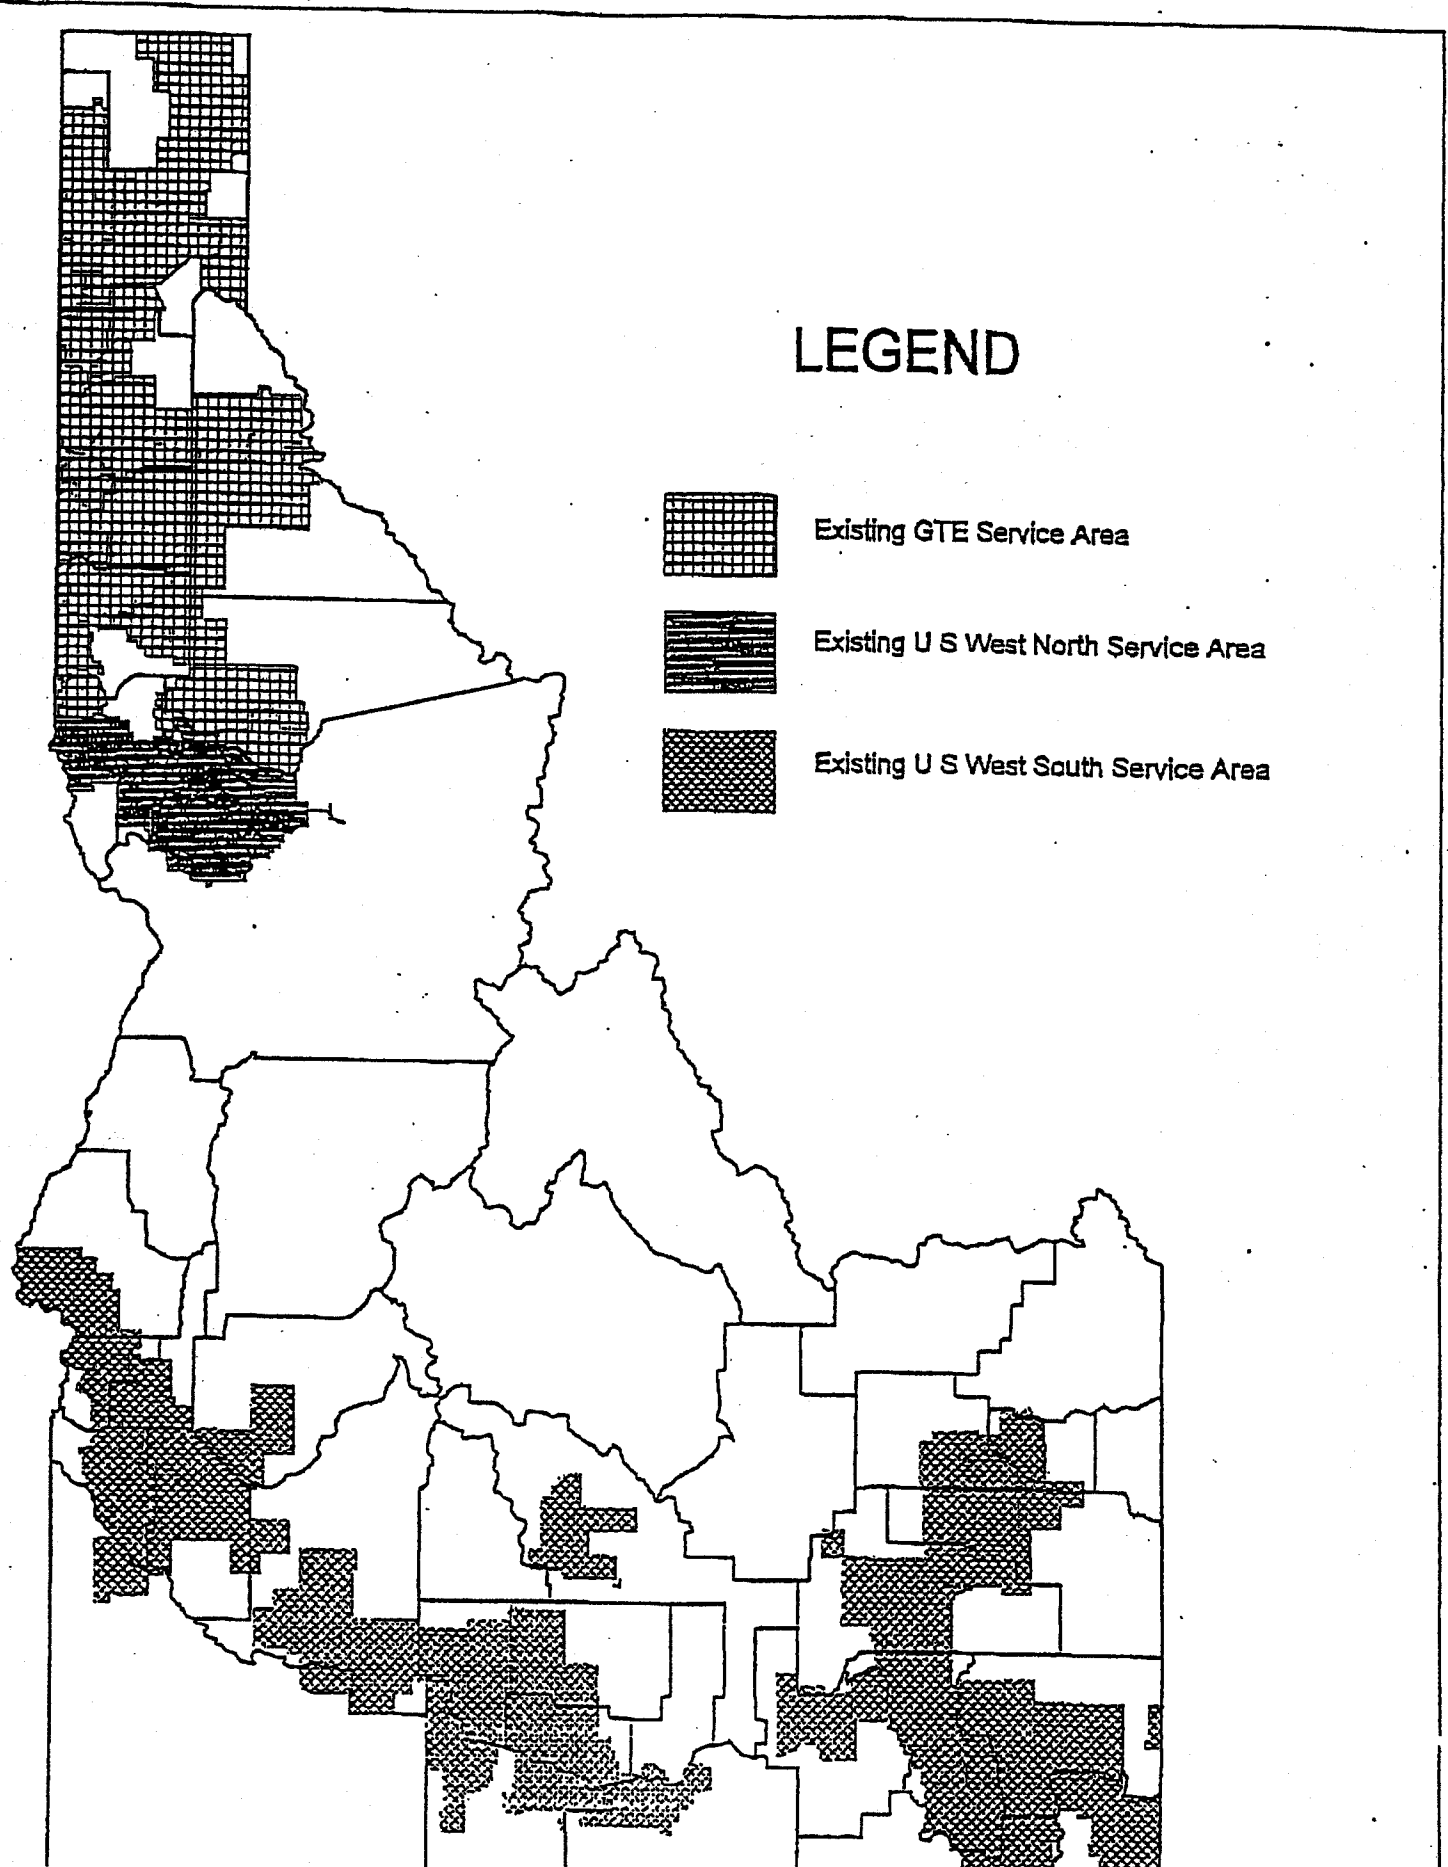 LEGEND
Existing GTE Service Area
Existing U S West North Service Area
Existing U S West South Service Area